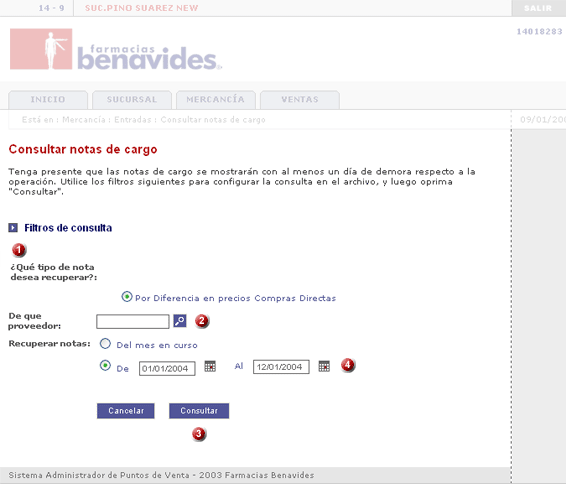 14 - 9 SUC.PINO SUAREZ NEW SALIR
14018283
farmacias
benavides
INICIO SUCURSAL MERCANCÍA VENTAS
Está en : Mercancía : Entradas : Consultar notas de cargo 09/01/200
Consultar notas de cargo
Tenga presente que las notas de cargo se mostrarán con al menos un día de demora respecto a la
operación. Utilice los filtros siguientes para configurar la consulta en el archivo, y luego oprima
"Consultar".
Filtros de consulta
1
¿Qué tipo de nota
desea recuperar?:
Por Diferencia en precios Compras Directas
De que
proveedor:
2
Recuperar notas: Del mes en curso
De 01/01/2004 Al 12/01/2004 4
Cancelar Consultar
3
Sistema Administrador de Puntos de Venta - 2003 Farmacias Benavides